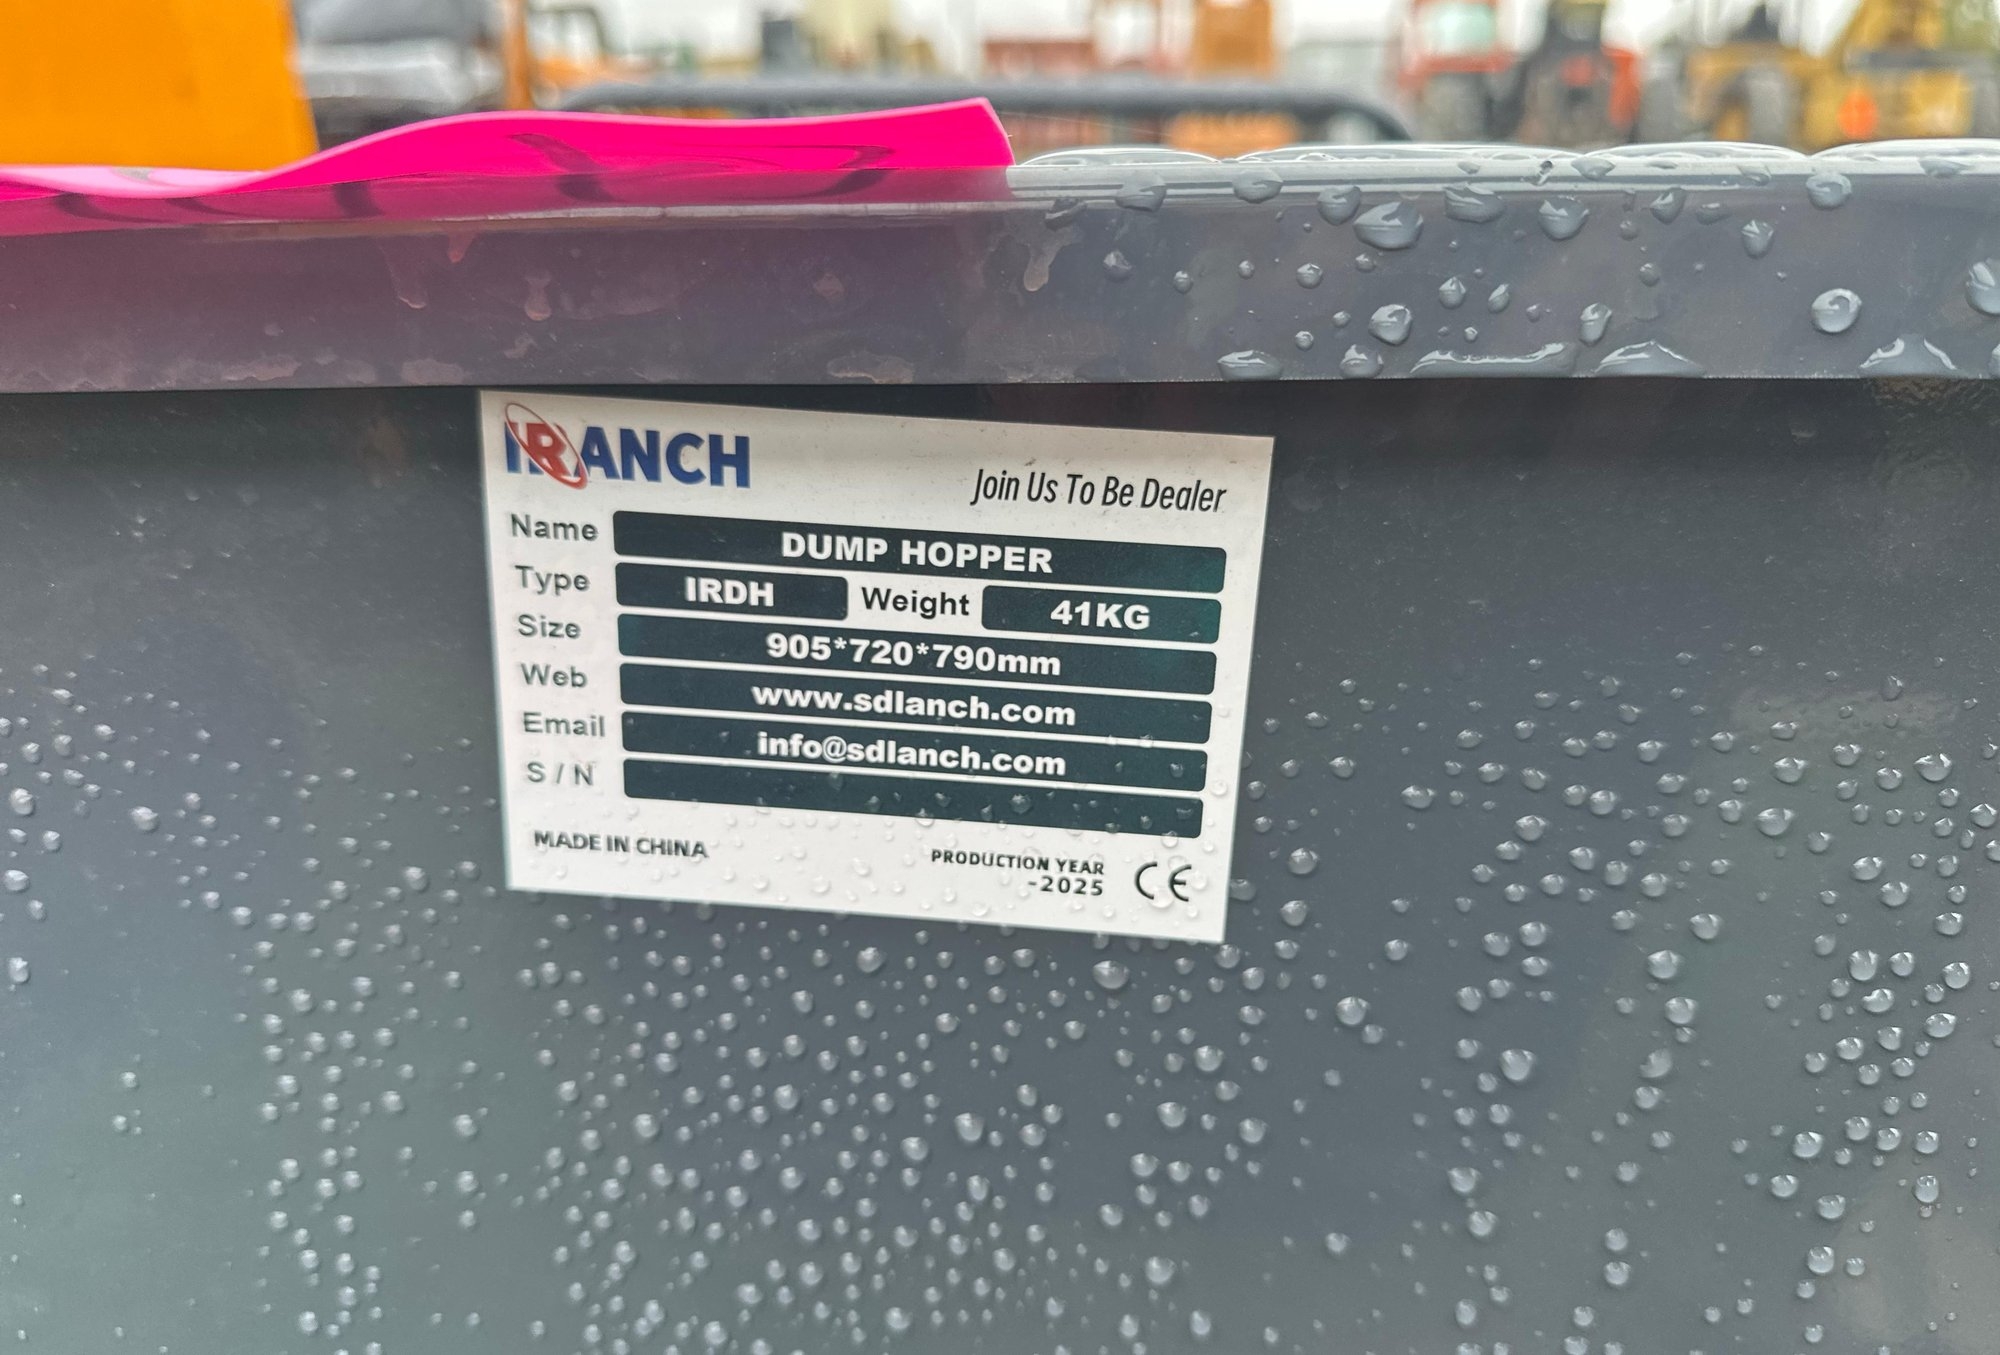 IRANCH
Join Us To Be Dealer
Name DUMP HOPPER
Type IRDH Weight 41KG
Size 905*720*790mm
Web www.sdlanch.com
Email info@sdlanch.com
S / N
MADE IN CHINA
PRODUCTION YEAR
-2025
CE